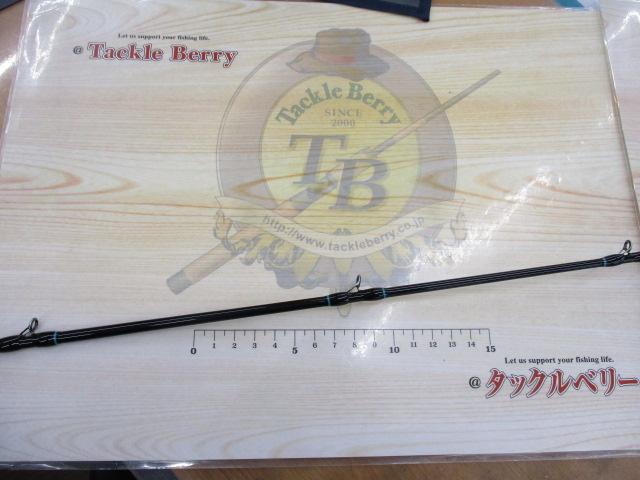 Let us support your fishing life.
@ Tackle Berry
Tackle Berry
SINCE
2000
TB
http://www.tackleberry.co.jp
0 1 2 3 4 5 6 7 8 9 10 11 12 13 14 15
Let us support your fishing life.
@ タックルベリー